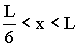 L/6 < x < L